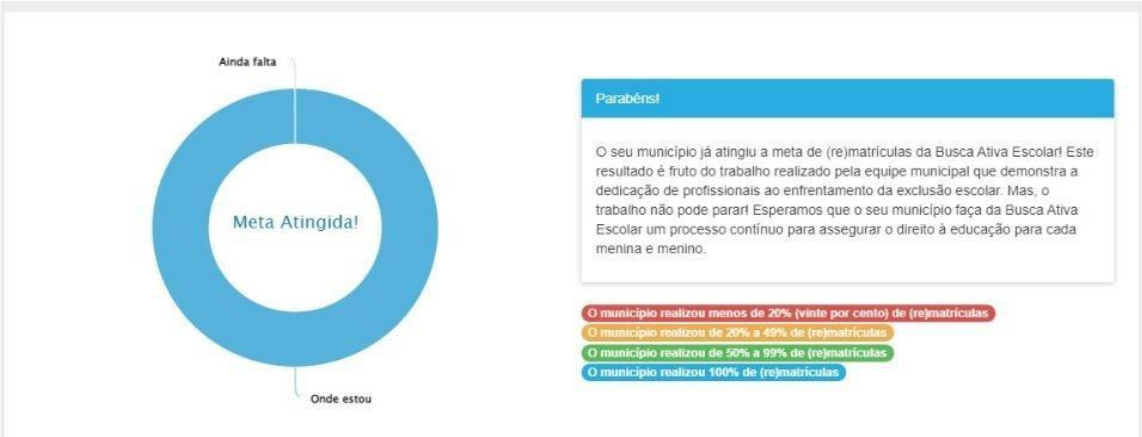 Ainda falta
Meta Atingida!
Onde estou
Parabéns!
O seu município já atingiu a meta de (re)matrículas da Busca Ativa Escolar! Este
resultado é fruto do trabalho realizado pela equipe municipal que demonstra a
dedicação de profissionais ao enfrentamento da exclusão escolar. Mas, o
trabalho não pode parar! Esperamos que o seu município faça da Busca Ativa
Escolar um processo contínuo para assegurar o direito à educação para cada
menina e menino.
O município realizou menos de 20% (vinte por cento) de (re)matrículas
O município realizou de 20% a 49% de (re)matrículas
O município realizou de 50% a 99% de (re)matrículas
O município realizou 100% de (re)matrículas